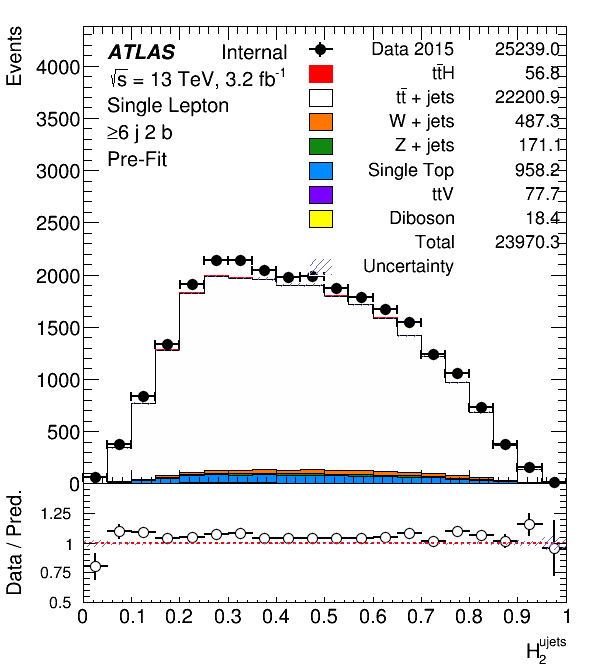 Events
4000
3500
3000
2500
2000
1500
1000
500
0
ATLAS Internal
√s = 13 TeV, 3.2 fb⁻¹
Single Lepton
≥6 j 2 b
Pre-Fit
Data 2015 25239.0
tt̄H 56.8
tt̄ + jets 22200.9
W + jets 487.3
Z + jets 171.1
Single Top 958.2
ttV 77.7
Diboson 18.4
Total 23970.3
Uncertainty
Data / Pred.
1.25
1
0.75
0.5
0 0.1 0.2 0.3 0.4 0.5 0.6 0.7 0.8 0.9 1
H₂ᵘʲᵉᵗˢ